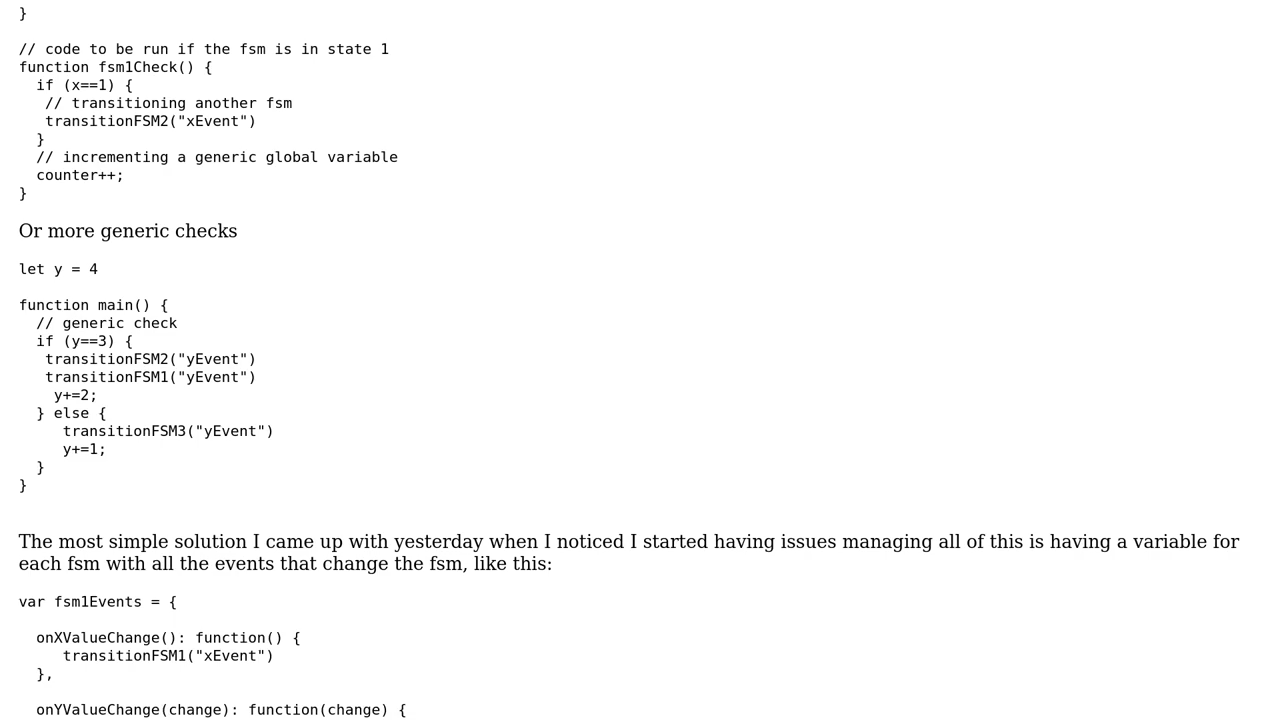 }
// code to be run if the fsm is in state 1
function fsm1Check() {
  if (x==1) {
   // transitioning another fsm
   transitionFSM2("xEvent")
  }
  // incrementing a generic global variable
  counter++;
}
Or more generic checks
let y = 4
function main() {
  // generic check
  if (y==3) {
   transitionFSM2("yEvent")
   transitionFSM1("yEvent")
    y+=2;
  } else {
     transitionFSM3("yEvent")
     y+=1;
  }
}
The most simple solution I came up with yesterday when I noticed I started having issues managing all of this is having a variable for
each fsm with all the events that change the fsm, like this:
var fsm1Events = {
  onXValueChange(): function() {
     transitionFSM1("xEvent")
  },
  onYValueChange(change): function(change) {